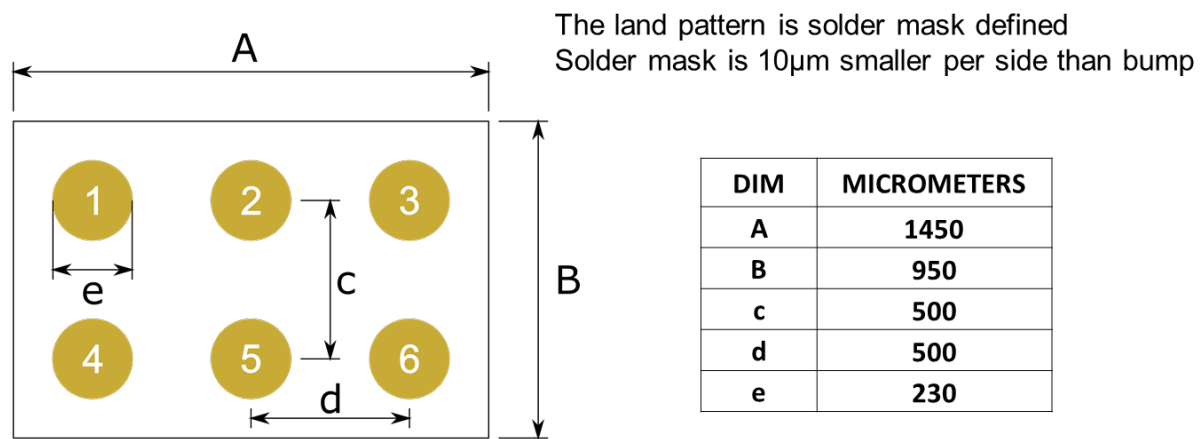 The land pattern is solder mask defined
Solder mask is 10µm smaller per side than bump
A
1 2 3
e
c
B
4 5 6
d
DIM MICROMETERS
A 1450
B 950
c 500
d 500
e 230